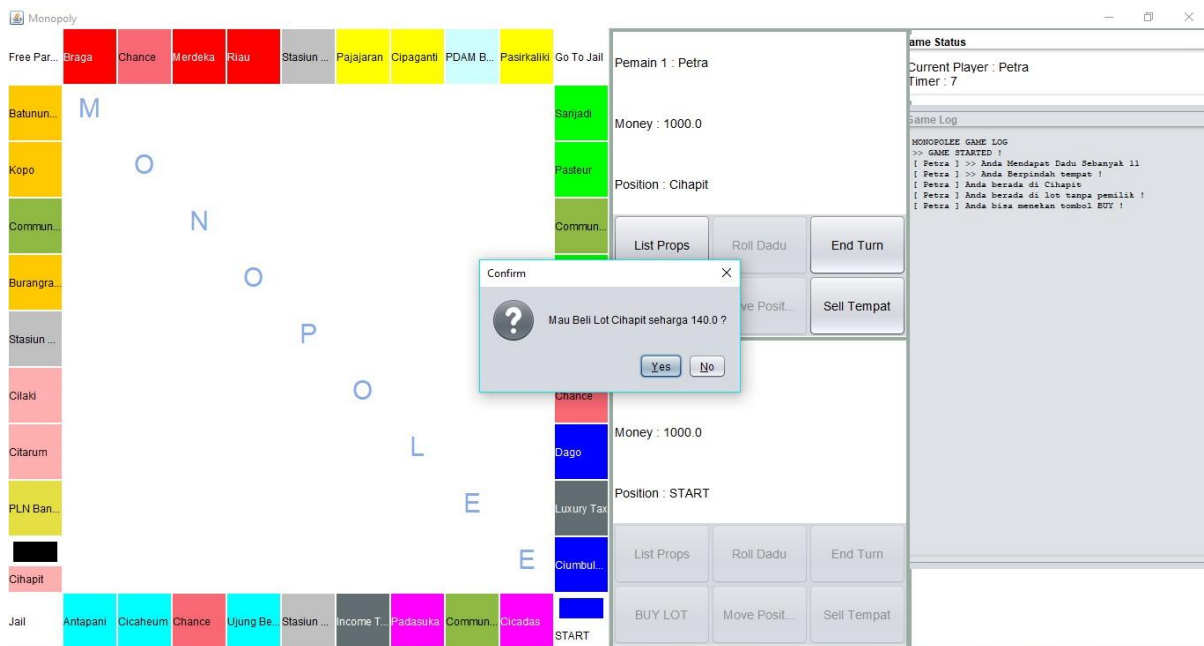 Monopoly
Free Par...
Braga
Chance
Merdeka
Riau
Stasiun ...
Pajajaran
Cipaganti
PDAM B...
Pasirkaliki
Go To Jail
Batunun...
M
Sarijadi
Kopo
O
Pasteur
Commun...
N
Commun...
Burangra...
O
Stasiun ...
P
Cilaki
O
Chance
Citarum
L
Dago
PLN Ban...
E
Luxury Tax
Cihapit
E
Ciumbul...
Jail
Antapani
Cicaheum
Chance
Ujung Be...
Stasiun ...
Income T...
Padasuka
Commun...
Cicadas
START
Pemain 1 : Petra
Money : 1000.0
Position : Cihapit
List Props
Roll Dadu
End Turn
ve Posit...
Sell Tempat
Confirm
Mau Beli Lot Cihapit seharga 140.0 ?
Yes
No
Money : 1000.0
Position : START
List Props
Roll Dadu
End Turn
BUY LOT
Move Posit...
Sell Tempat
ame Status
Current Player : Petra
Timer : 7
Game Log
MONOPOLEE GAME LOG
>> GAME STARTED !
[ Petra ] >> Anda Mendapat Dadu Sebanyak 11
[ Petra ] >> Anda Berpindah tempat !
[ Petra ] Anda berada di Cihapit
[ Petra ] Anda berada di lot tanpa pemilik !
[ Petra ] Anda bisa menekan tombol BUY !